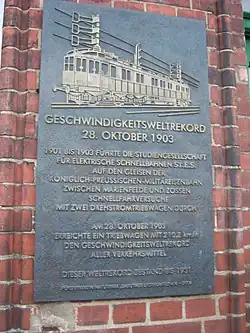 GESCHWINDIGKEITSWELTREKORD
28. OKTOBER 1903
1901 BIS 1903 FÜHRTE DIE STUDIENGESELLSCHAFT
FÜR ELEKTRISCHE SCHNELLBAHNEN ST.E.S.
AUF DEN GLEISEN DER
KÖNIGLICH-PREUSSISCHEN-MILITÄREISENBAHN
ZWISCHEN MARIENFELDE UND ZOSSEN
SCHNELLFAHRVERSUCHE
MIT ZWEI DREHSTROMTRIEBWAGEN DURCH
AM 28. OKTOBER 1903
ERREICHTE EIN TRIEBWAGEN MIT 210,2 km/h
DEN GESCHWINDIGKEITSWELTREKORD
ALLER VERKEHRSMITTEL
DIESER WELTREKORD BESTAND BIS 1931